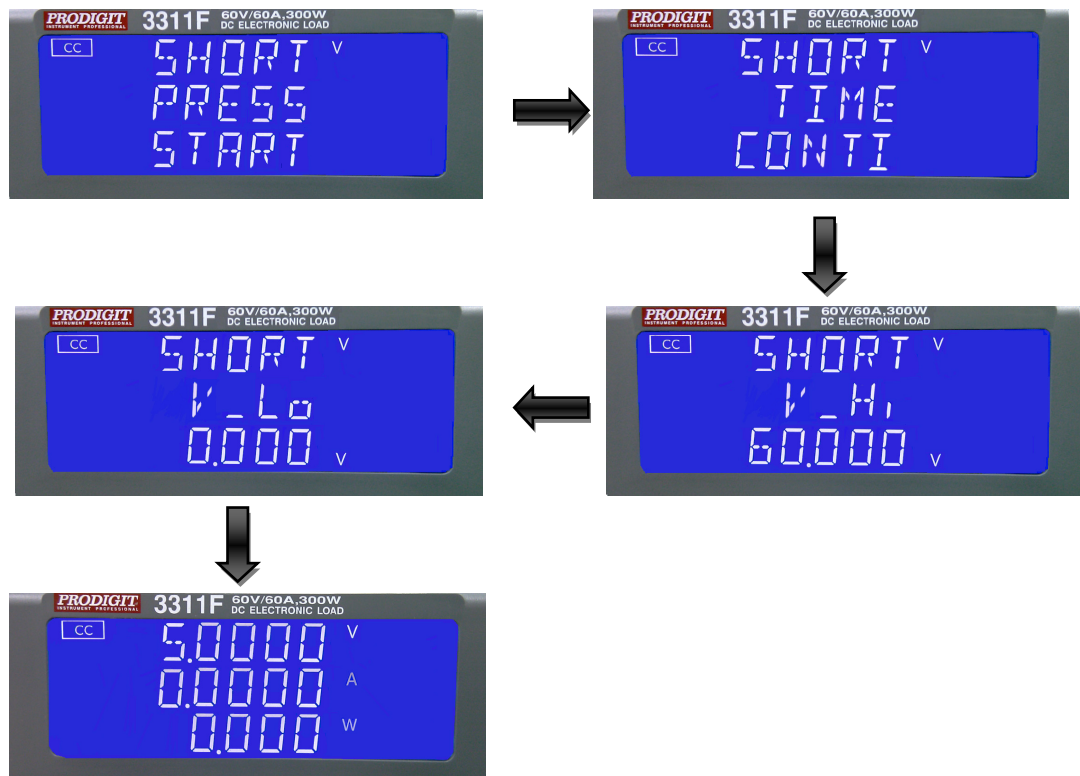 PRODIGIT 3311F 60V/60A,300W
INSTRUMENT PROFESSIONAL DC ELECTRONIC LOAD
CC SHORT V
PRESS
START
PRODIGIT 3311F 60V/60A,300W
INSTRUMENT PROFESSIONAL DC ELECTRONIC LOAD
CC SHORT V
TIME
CONTI
PRODIGIT 3311F 60V/60A,300W
INSTRUMENT PROFESSIONAL DC ELECTRONIC LOAD
CC SHORT V
V_Lo
0.000 V
PRODIGIT 3311F 60V/60A,300W
INSTRUMENT PROFESSIONAL DC ELECTRONIC LOAD
CC SHORT V
V_Hi
60.000 V
PRODIGIT 3311F 60V/60A,300W
INSTRUMENT PROFESSIONAL DC ELECTRONIC LOAD
CC 5.0000 V
0.0000 A
0.000 W